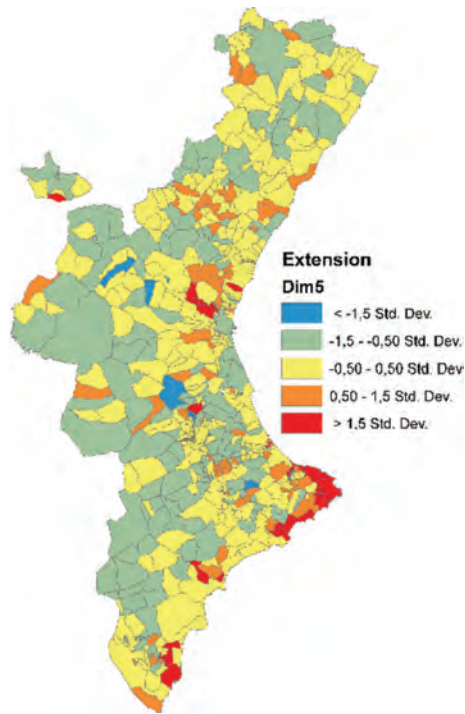 Extension
Dim5
< -1,5 Std. Dev.
-1,5 - -0,50 Std. Dev.
-0,50 - 0,50 Std. Dev.
0,50 - 1,5 Std. Dev.
> 1,5 Std. Dev.